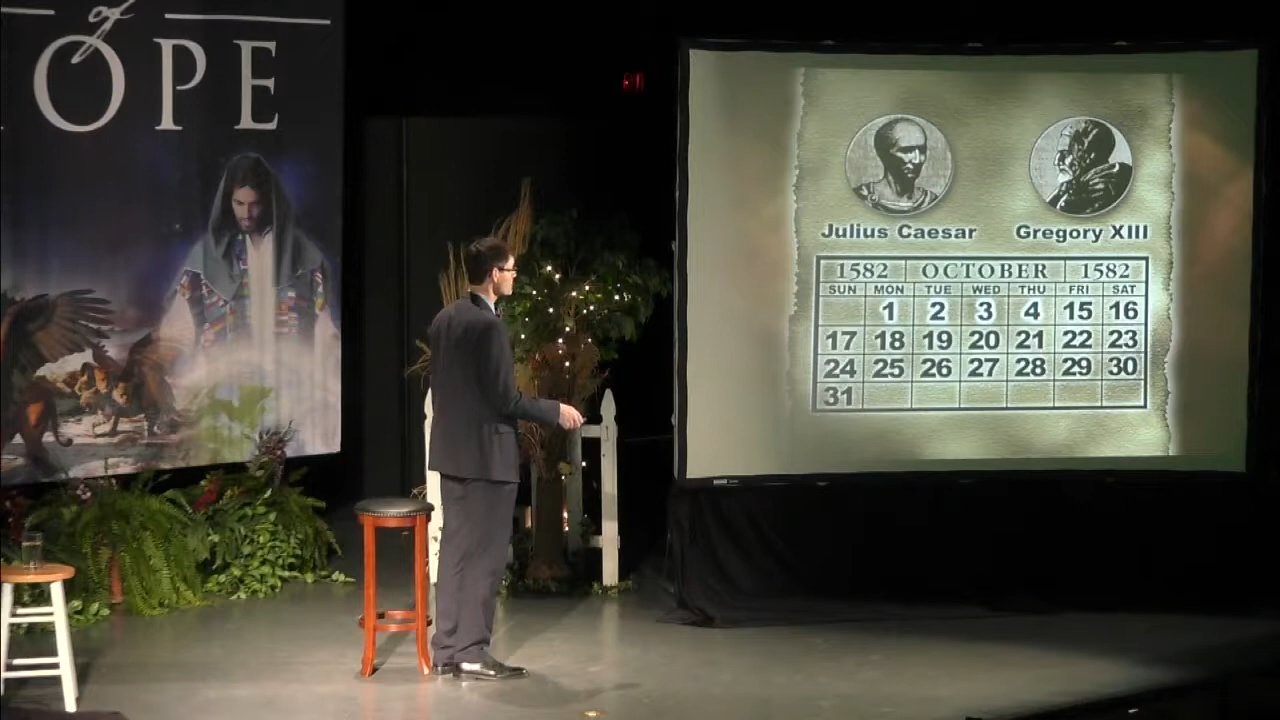 of
OPE
Julius Caesar
Gregory XIII
1582 OCTOBER 1582
SUN MON TUE WED THU FRI SAT
1 2 3 4 15 16
17 18 19 20 21 22 23
24 25 26 27 28 29 30
31